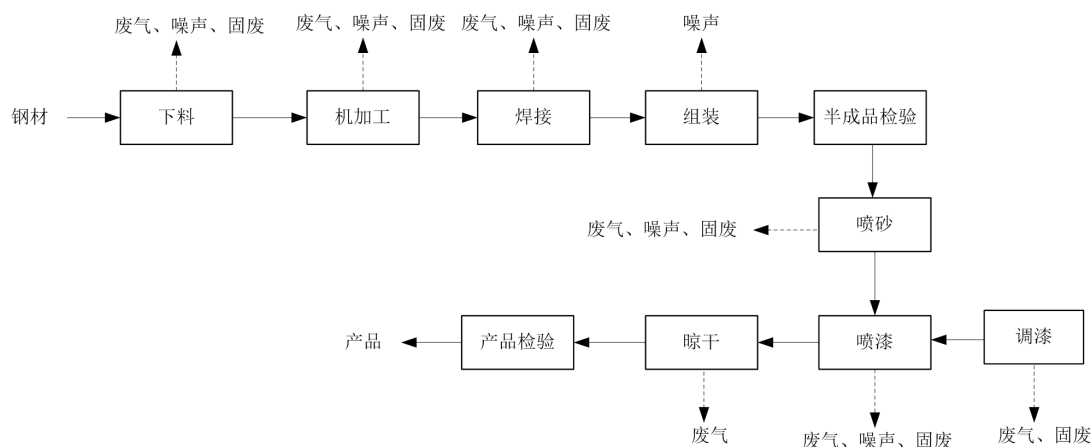 废气、噪声、固废
废气、噪声、固废
废气、噪声、固废
噪声
钢材
下料
机加工
焊接
组装
半成品检验
废气、噪声、固废
喷砂
产品
产品检验
晾干
喷漆
调漆
废气
废气、噪声、固废
废气、固废